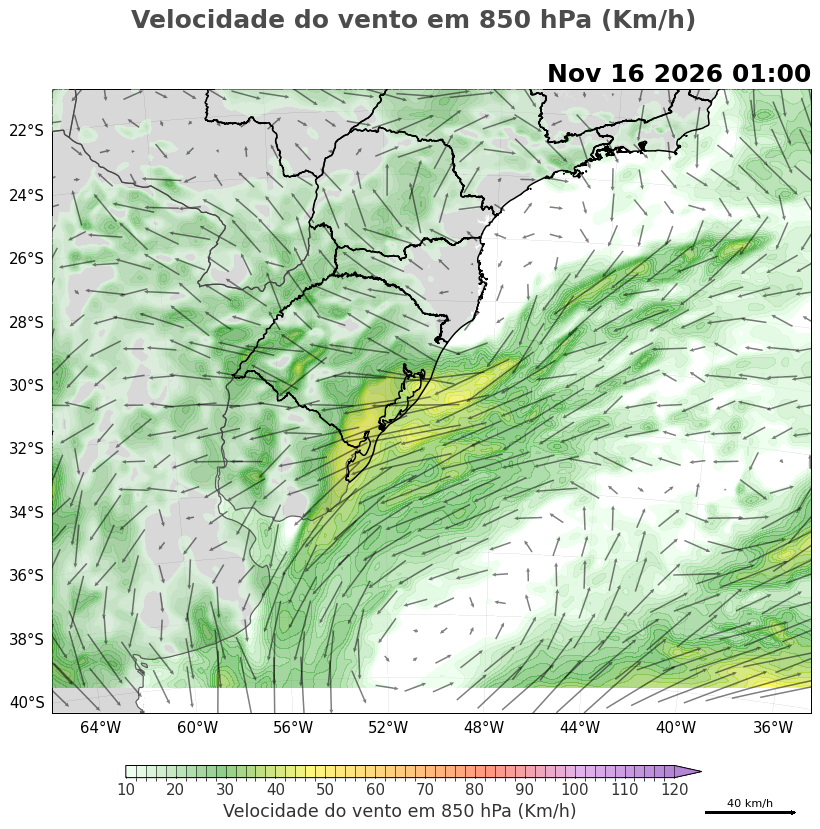 Velocidade do vento em 850 hPa (Km/h)
Nov 16 2026 01:00
22°S
24°S
26°S
28°S
30°S
32°S
34°S
36°S
38°S
40°S
64°W 60°W 56°W 52°W 48°W 44°W 40°W 36°W
10 20 30 40 50 60 70 80 90 100 110 120
Velocidade do vento em 850 hPa (Km/h)
40 km/h